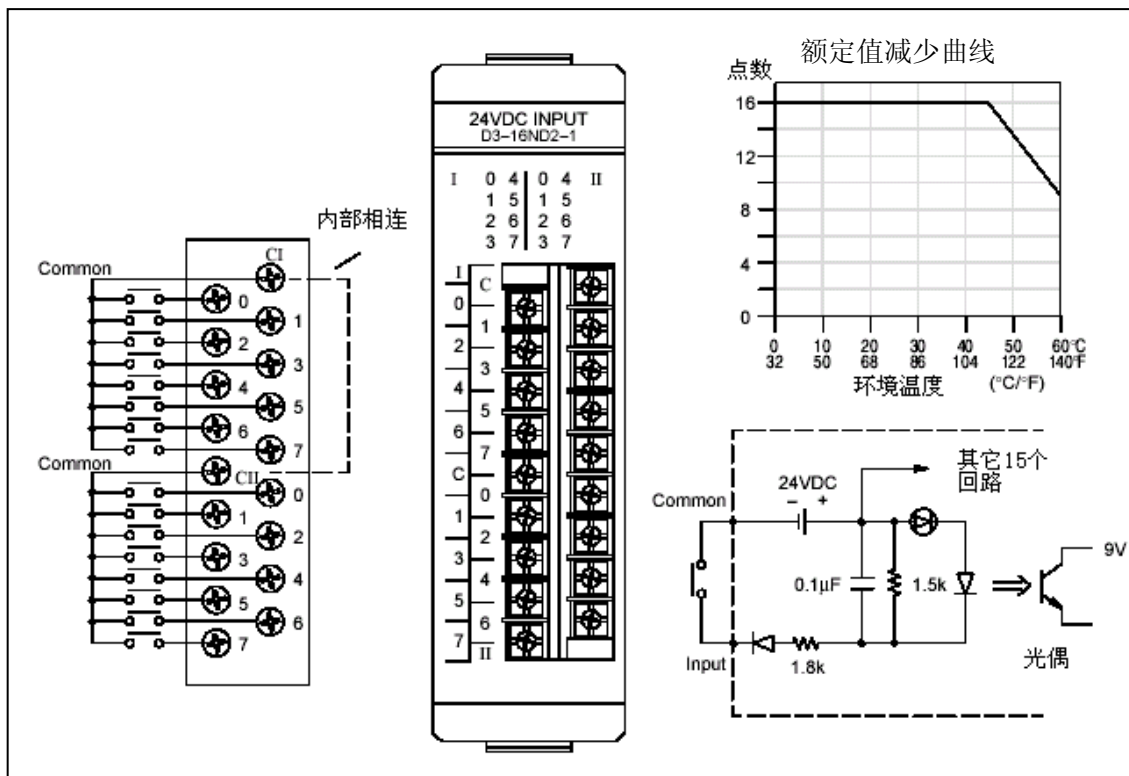 内部相连
CI
Common
0
1
2
3
4
5
6
7
Common
CII
0
1
2
3
4
5
6
7
24VDC INPUT
D3-16ND2-1
I 0 4 0 4 II
1 5 1 5
2 6 2 6
3 7 3 7
I
C
0
1
2
3
4
5
6
7
C
0
1
2
3
4
5
6
7
II
额定值减少曲线
点数
16
12
8
4
0
0 10 20 30 40 50 60°C
32 50 68 86 104 122 140°F
环境温度 (°C/°F)
其它15个
回路
24VDC
- +
Common
9V
0.1µF
1.5k
Input
1.8k
光偶